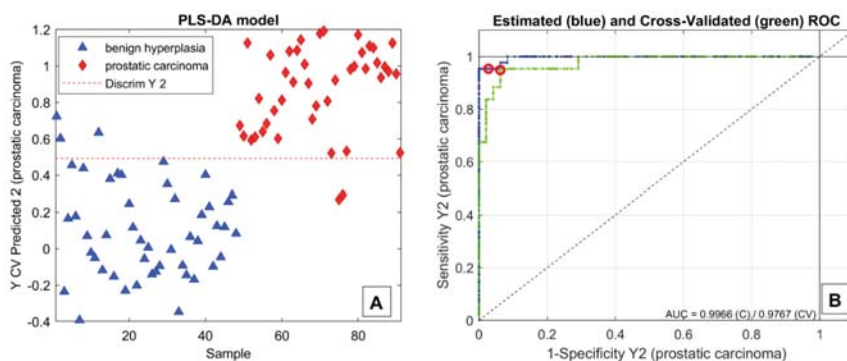 PLS-DA model
benign hyperplasia
prostatic carcinoma
Discrim Y 2
Y CV Predicted 2 (prostatic carcinoma)
1.2
1
0.8
0.6
0.4
0.2
0
-0.2
-0.4
20
40
60
80
Sample
A
Estimated (blue) and Cross-Validated (green) ROC
Sensitivity Y2 (prostatic carcinoma)
1
0.8
0.6
0.4
0.2
0
0
0.2
0.4
0.6
0.8
1
AUC = 0.9966 (C) / 0.9767 (CV)
1-Specificity Y2 (prostatic carcinoma)
B